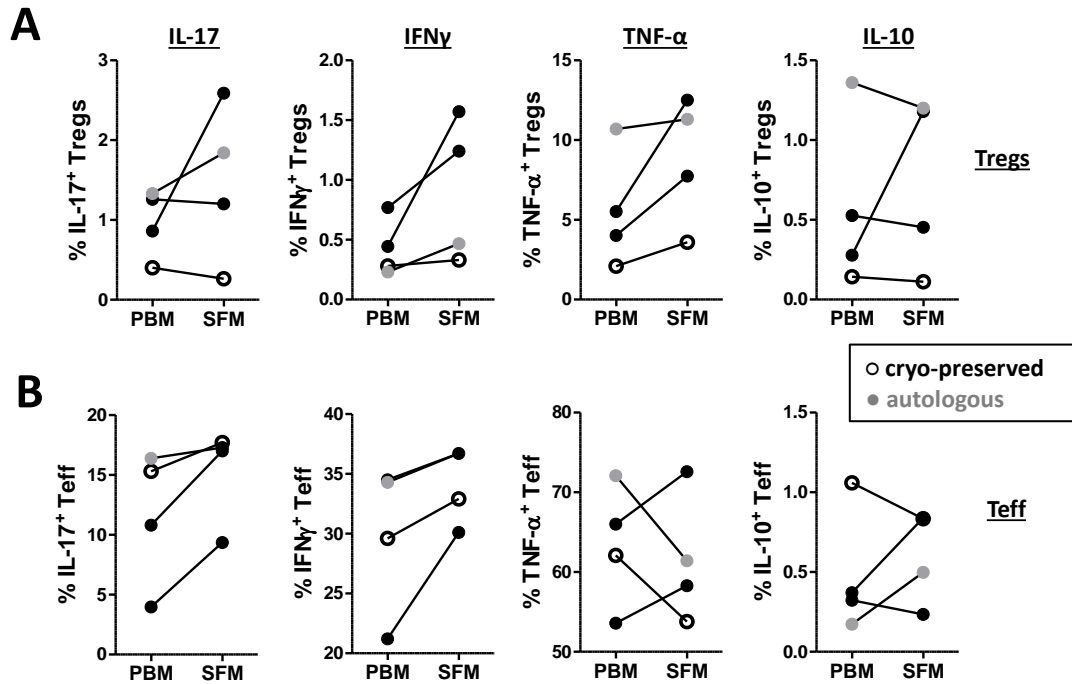 A
IL-17
IFNγ
TNF-α
IL-10
% IL-17+ Tregs
3
2
1
0
PBM SFM
% IFNγ+ Tregs
2.0
1.5
1.0
0.5
0.0
PBM SFM
% TNF-α+ Tregs
15
10
5
0
PBM SFM
% IL-10+ Tregs
1.5
1.0
0.5
0.0
PBM SFM
Tregs
cryo-preserved
autologous
B
% IL-17+ Teff
20
15
10
5
0
PBM SFM
% IFNγ+ Teff
40
35
30
25
20
PBM SFM
% TNF-α+ Teff
80
70
60
50
PBM SFM
% IL-10+ Teff
1.5
1.0
0.5
0.0
PBM SFM
Teff